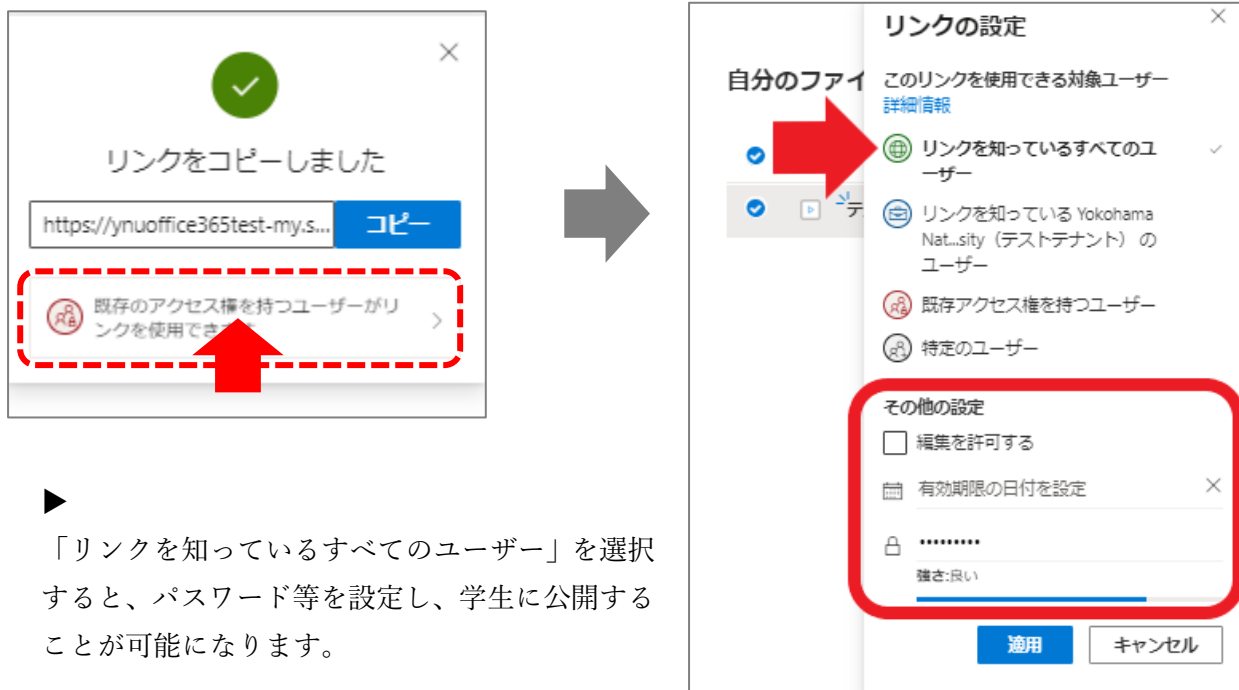 リンクをコピーしました
https://ynuoffice365test-my.s...
コピー
既存のアクセス権を持つユーザーがリ
ンクを使用でき
▶
「リンクを知っているすべてのユーザー」を選択
すると、パスワード等を設定し、学生に公開する
ことが可能になります。
自分のファイ
テ
リンクの設定
このリンクを使用できる対象ユーザー
詳細情報
リンクを知っているすべてのユ
ーザー
リンクを知っている Yokohama
Nat...sity（テストテナント） の
ユーザー
既存アクセス権を持つユーザー
特定のユーザー
その他の設定
編集を許可する
有効期限の日付を設定
•••••••••
強さ:良い
適用
キャンセル